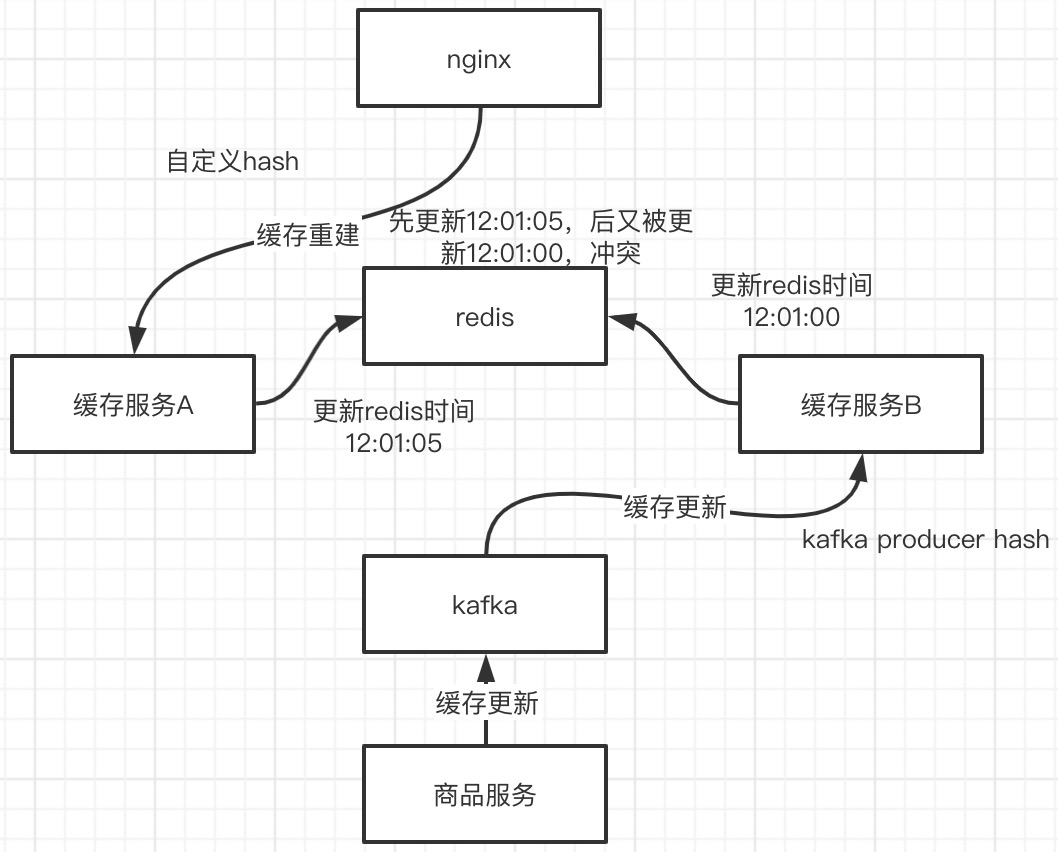 nginx
自定义hash
缓存重建
先更新12:01:05，后又被更
新12:01:00，冲突
redis
更新redis时间
12:01:00
缓存服务A
更新redis时间
12:01:05
缓存服务B
缓存更新
kafka producer hash
kafka
缓存更新
商品服务